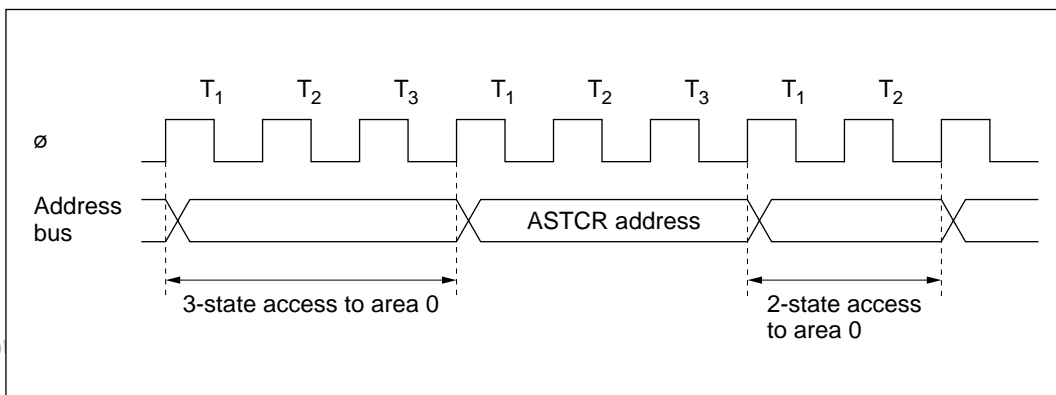 T1 T2 T3 T1 T2 T3 T1 T2
ø
Address
bus
ASTCR address
3-state access to area 0
2-state access
to area 0